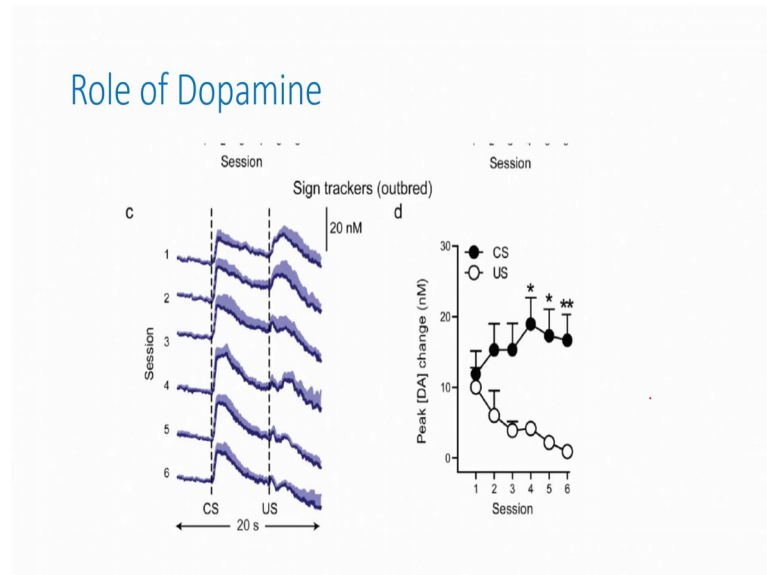 Role of Dopamine
Session
Session
Sign trackers (outbred)
c
20 nM
Session
1
2
3
4
5
6
CS
US
20 s
d
CS
US
Peak [DA] change (nM)
30
20
10
0
*
*
**
1 2 3 4 5 6
Session